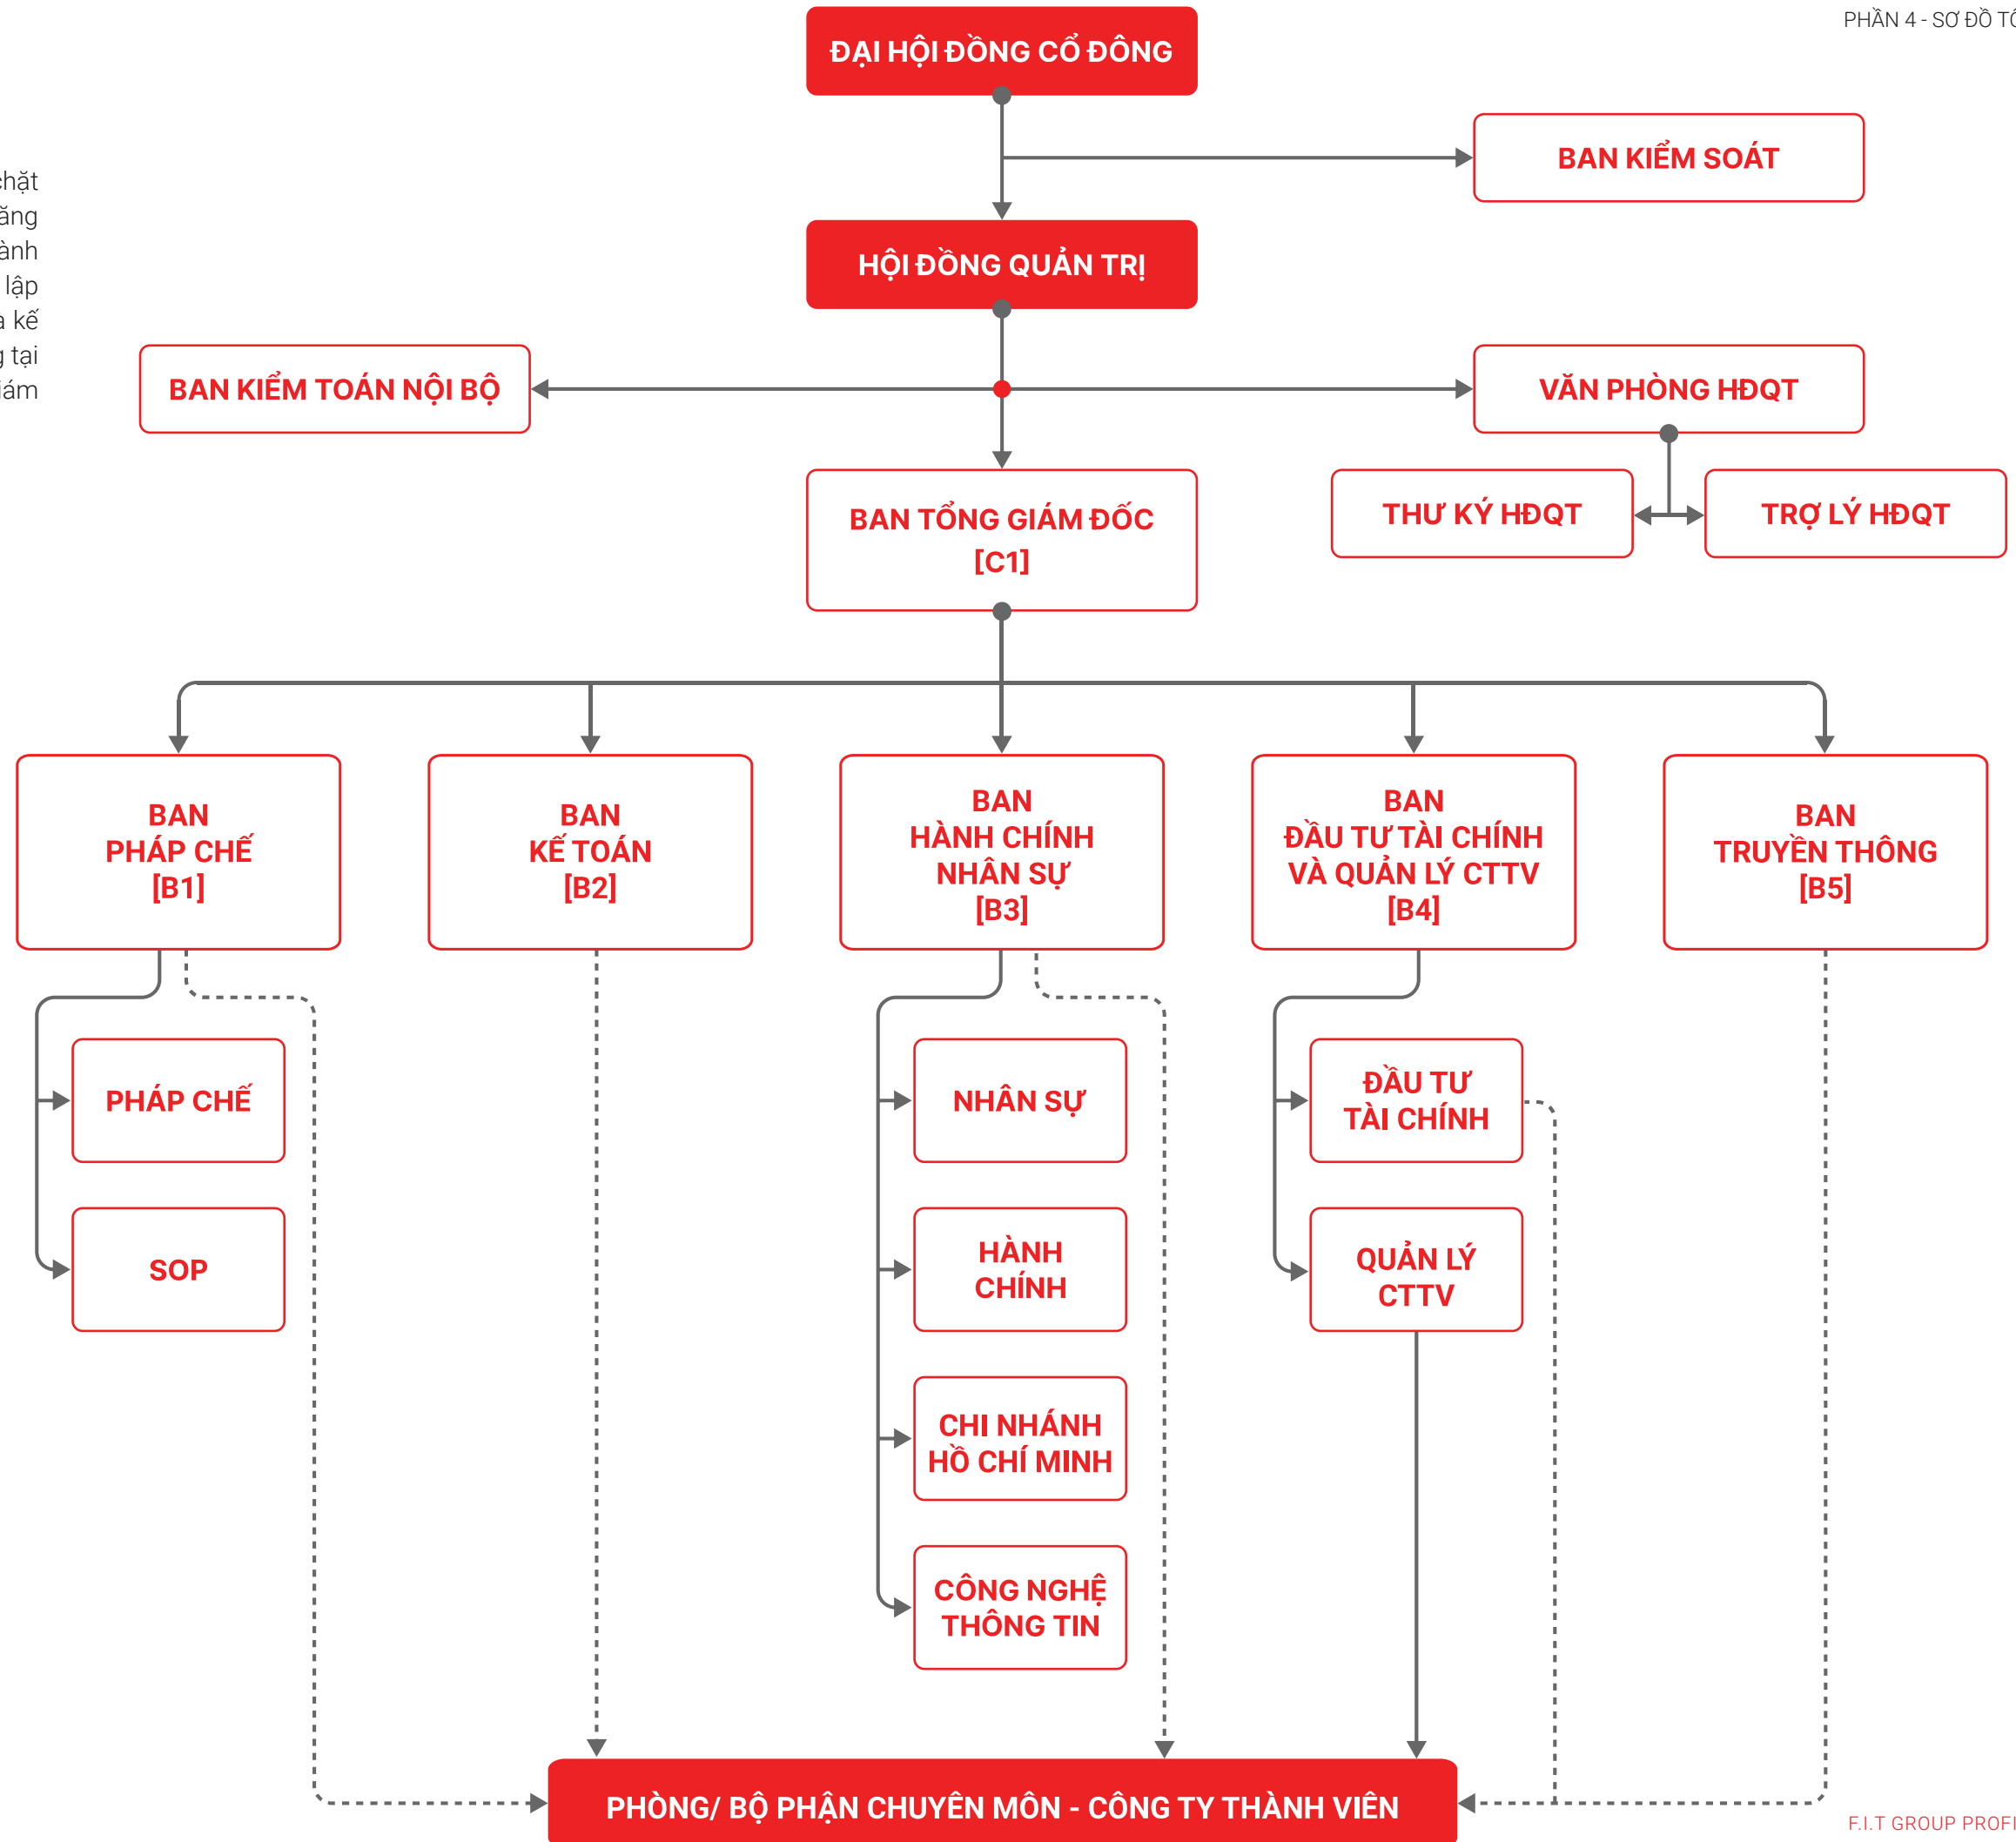 PHẦN 4 - SƠ ĐỒ
ĐẠI HỘI ĐỒNG CỔ ĐÔNG
BAN KIỂM SOÁT
lập
kế
tại
HỘI ĐỒNG QUẢN TRỊ
BAN KIỂM TOÁN NỘI BỘ
VĂN PHÒNG HĐQT
BAN TỔNG GIÁM ĐỐC
[C1]
THƯ KÝ HĐQT
TRỢ LÝ HĐQT
BAN
PHÁP CHẾ
[B1]
BAN
KẾ TOÁN
[B2]
BAN
HÀNH CHÍNH
NHÂN SỰ
[B3]
BAN
ĐẦU TƯ TÀI CHÍNH
VÀ QUẢN LÝ CTTV
[B4]
BAN
TRUYỀN THÔNG
[B5]
PHÁP CHẾ
SOP
NHÂN SỰ
HÀNH
CHÍNH
CHI NHÁNH
HỒ CHÍ MINH
CÔNG NGHỆ
THÔNG TIN
ĐẦU TƯ
TÀI CHÍNH
QUẢN LÝ
CTTV
PHÒNG/ BỘ PHẬN CHUYÊN MÔN - CÔNG TY THÀNH VIÊN
F.I.T GROUP